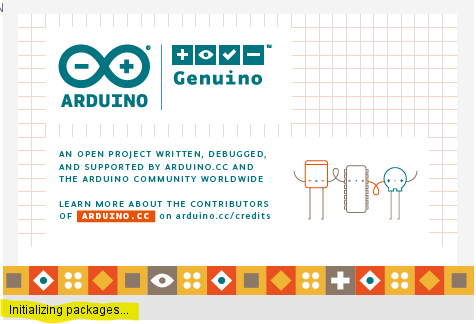 N
ARDUINO
Genuino
AN OPEN PROJECT WRITTEN, DEBUGGED,
AND SUPPORTED BY ARDUINO.CC AND
THE ARDUINO COMMUNITY WORLDWIDE
LEARN MORE ABOUT THE CONTRIBUTORS
OF ARDUINO.CC on arduino.cc/credits
Initializing packages...